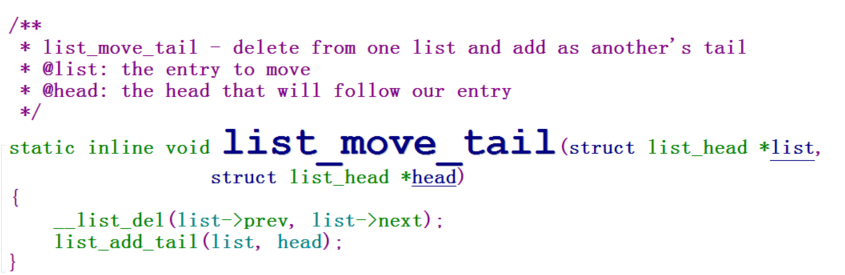 /**
 * list_move_tail - delete from one list and add as another's tail
 * @list: the entry to move
 * @head: the head that will follow our entry
 */
static inline void list_move_tail(struct list_head *list,
struct list_head *head)
{
__list_del(list->prev, list->next);
list_add_tail(list, head);
}